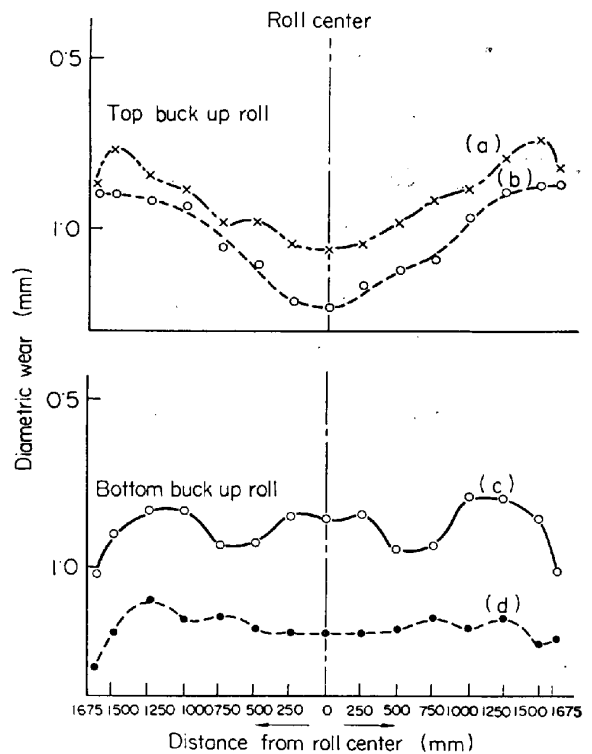 Roll center
0.5
Top buck up roll
(a)
(b)
1.0
Diametric wear (mm)
0.5
Bottom buck up roll
(c)
1.0
(d)
1675 1500 1250 1000 750 500 250 0 250 500 750 1000 1250 1500 1675
Distance from roll center (mm)